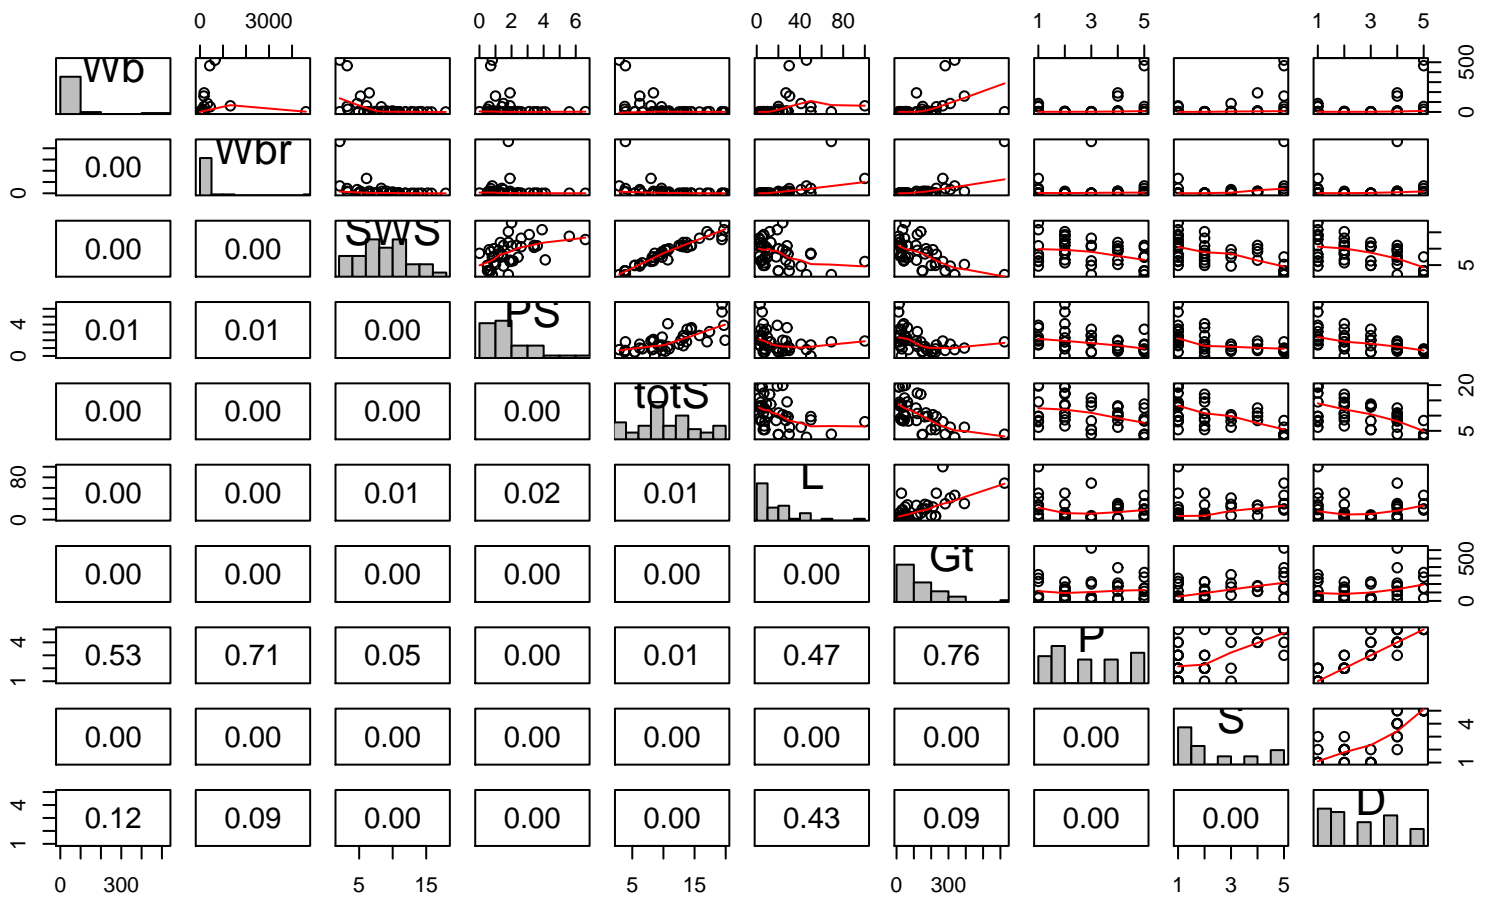 0 3000 0 2 4 6 0 40 80 1 3 5 1 3 5
Wb 0 500
0 0.00 Wbr
0.00 0.00 SWS 5
0 4 0.01 0.01 0.00 PS
0.00 0.00 0.00 0.00 totS 5 20
0 80 0.00 0.00 0.01 0.02 0.01 L
0.00 0.00 0.00 0.00 0.00 0.00 Gt 0 500
1 4 0.53 0.71 0.05 0.00 0.01 0.47 0.76 P
0.00 0.00 0.00 0.00 0.00 0.00 0.00 0.00 S 1 4
1 4 0.12 0.09 0.00 0.00 0.00 0.43 0.09 0.00 0.00 D
0 300 5 15 5 15 0 300 1 3 5